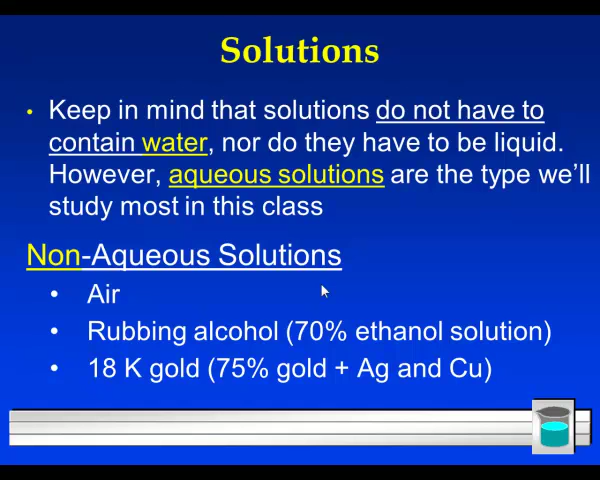 Solutions
• Keep in mind that solutions do not have to
contain water, nor do they have to be liquid.
However, aqueous solutions are the type we'll
study most in this class
Non-Aqueous Solutions
• Air
• Rubbing alcohol (70% ethanol solution)
• 18 K gold (75% gold + Ag and Cu)